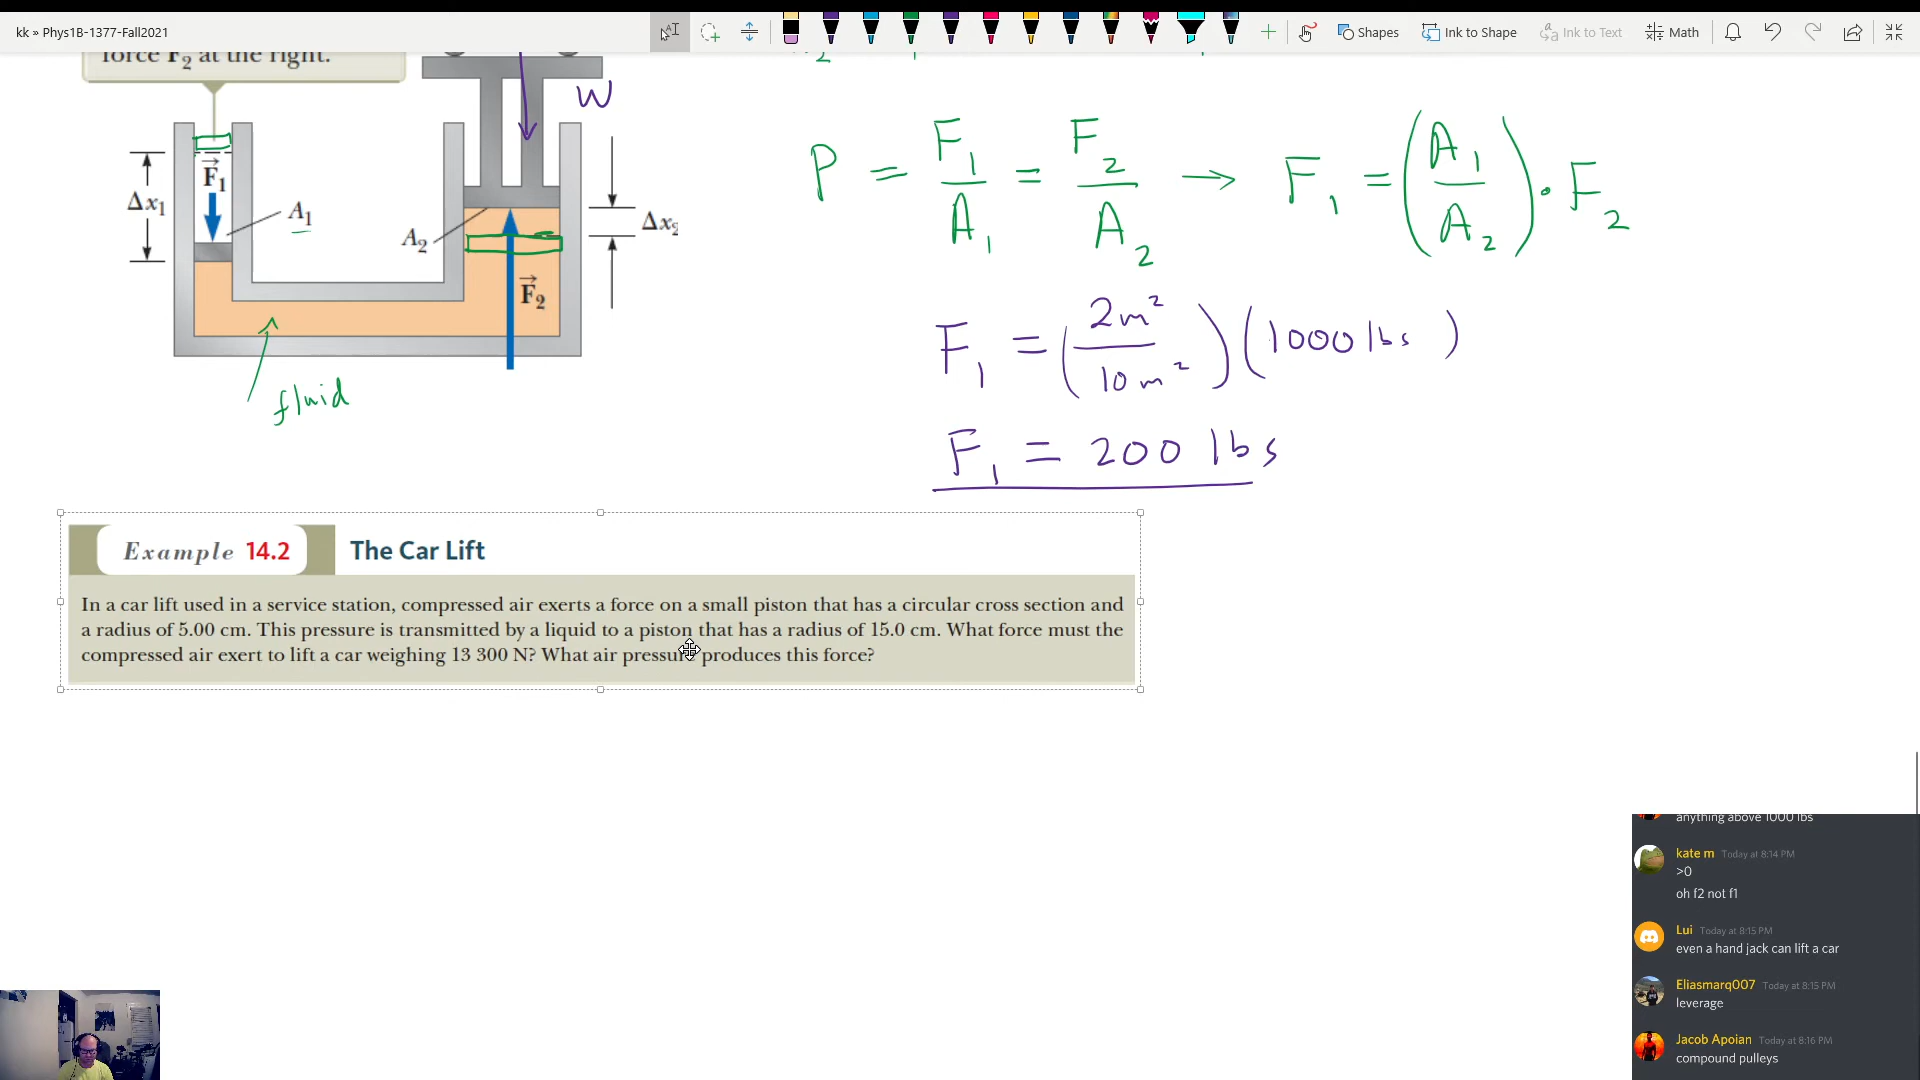 kk » Phys1B-1377-Fall2021
Shapes
Ink to Shape
Ink to Text
Math
force F₂ at the right.
W
2
Δx₁
F⃗₁
A₁
A₂
F⃗₂
Δx₂
fluid
P = F₁/A₁ = F₂/A₂ → F₁ = (A₁/A₂) · F₂
F₁ = (2m²/10m²)(1000 lbs)
F₁ = 200 lbs
Example 14.2 The Car Lift
In a car lift used in a service station, compressed air exerts a force on a small piston that has a circular cross section and
a radius of 5.00 cm. This pressure is transmitted by a liquid to a piston that has a radius of 15.0 cm. What force must the
compressed air exert to lift a car weighing 13 300 N? What air pressure produces this force?
anything above 1000 lbs
kate m Today at 8:14 PM
>0
oh f2 not f1
Lui Today at 8:15 PM
even a hand jack can lift a car
Eliasmarq007 Today at 8:15 PM
leverage
Jacob Apoian Today at 8:16 PM
compound pulleys